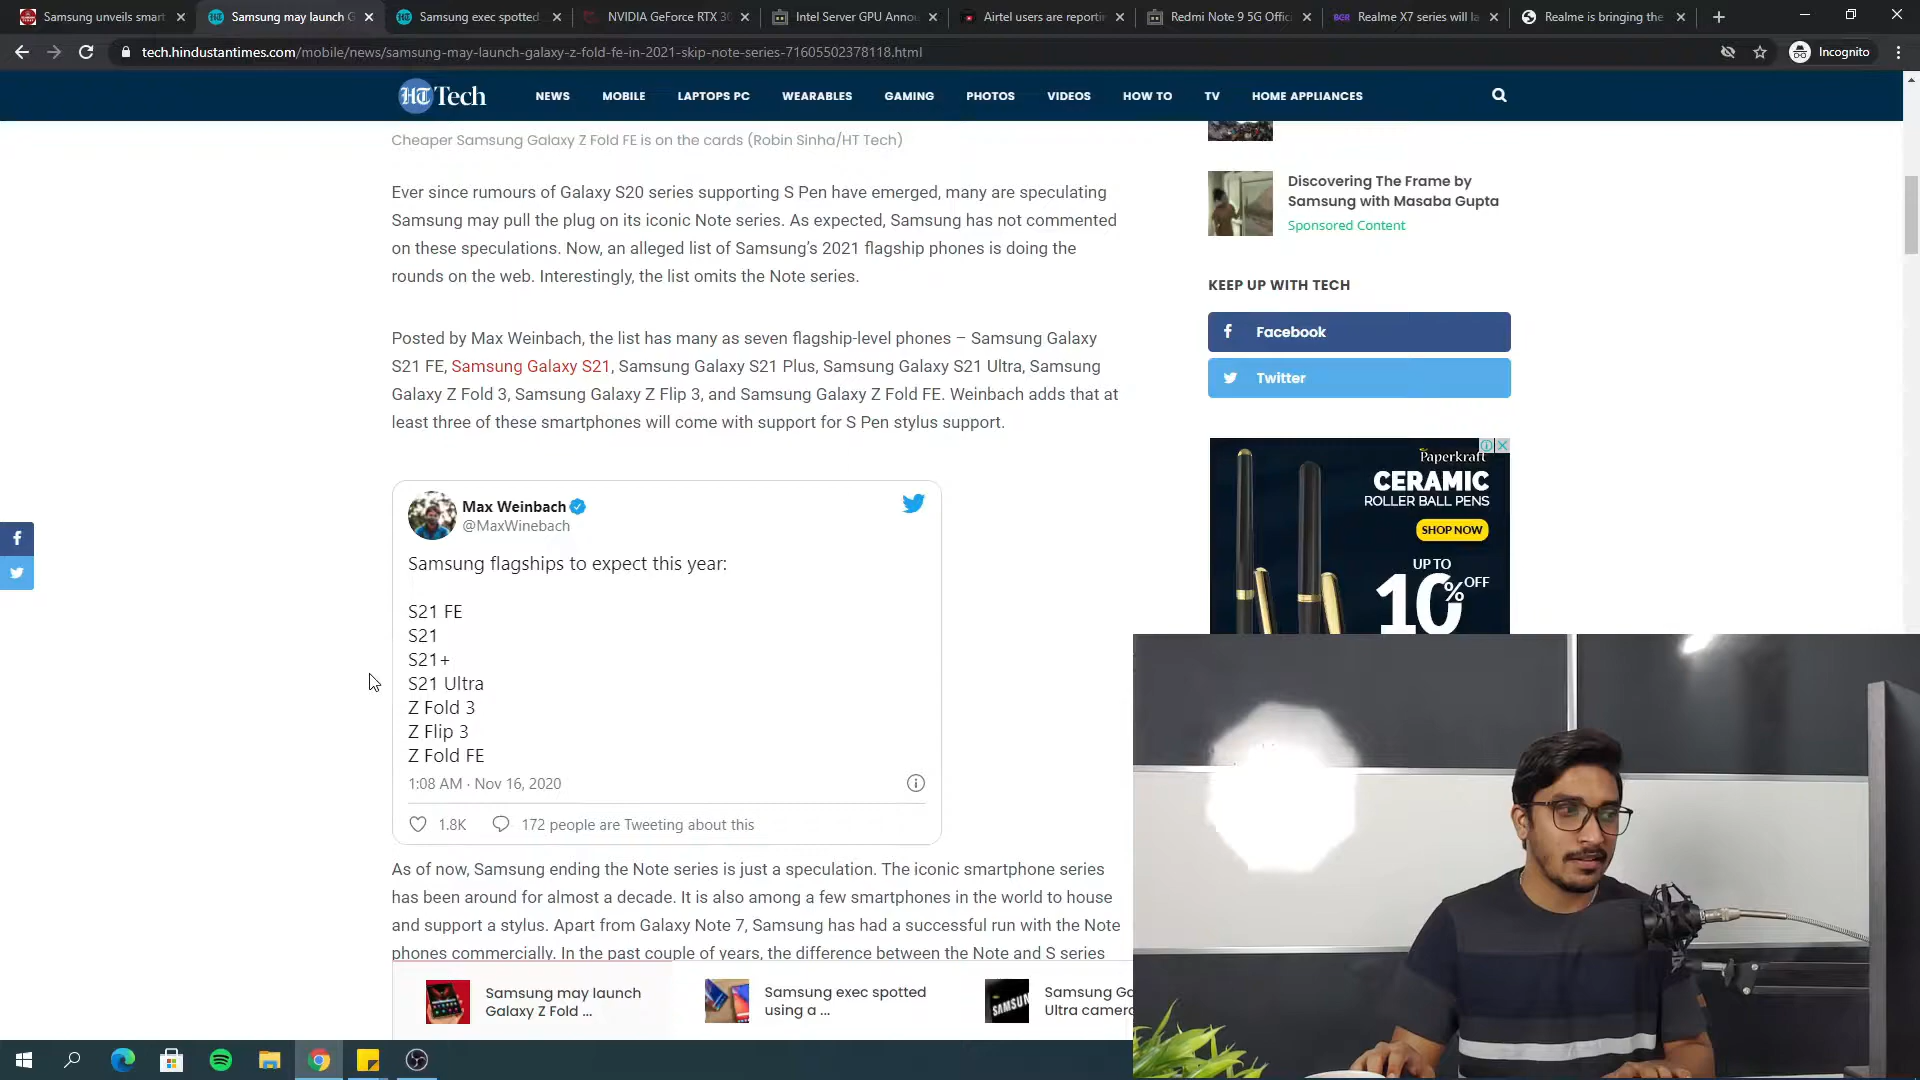 Samsung unveils smart
Samsung may launch G
Samsung exec spotted
NVIDIA GeForce RTX 30
Intel Server GPU Annou
Airtel users are reportin
Redmi Note 9 5G Offic
BGR
Realme X7 series will la
Realme is bringing the
tech.hindustantimes.com/mobile/news/samsung-may-launch-galaxy-z-fold-fe-in-2021-skip-note-series-71605502378118.html
Incognito
HT Tech
NEWS
MOBILE
LAPTOPS PC
WEARABLES
GAMING
PHOTOS
VIDEOS
HOW TO
TV
HOME APPLIANCES
Cheaper Samsung Galaxy Z Fold FE is on the cards (Robin Sinha/HT Tech)
Ever since rumours of Galaxy S20 series supporting S Pen have emerged, many are speculating
Samsung may pull the plug on its iconic Note series. As expected, Samsung has not commented
on these speculations. Now, an alleged list of Samsung's 2021 flagship phones is doing the
rounds on the web. Interestingly, the list omits the Note series.
Posted by Max Weinbach, the list has many as seven flagship-level phones – Samsung Galaxy
S21 FE, Samsung Galaxy S21, Samsung Galaxy S21 Plus, Samsung Galaxy S21 Ultra, Samsung
Galaxy Z Fold 3, Samsung Galaxy Z Flip 3, and Samsung Galaxy Z Fold FE. Weinbach adds that at
least three of these smartphones will come with support for S Pen stylus support.
Max Weinbach
@MaxWinebach
Samsung flagships to expect this year:
S21 FE
S21
S21+
S21 Ultra
Z Fold 3
Z Flip 3
Z Fold FE
1:08 AM · Nov 16, 2020
1.8K
172 people are Tweeting about this
As of now, Samsung ending the Note series is just a speculation. The iconic smartphone series
has been around for almost a decade. It is also among a few smartphones in the world to house
and support a stylus. Apart from Galaxy Note 7, Samsung has had a successful run with the Note
phones commercially. In the past couple of years, the difference between the Note and S series
Samsung may launch
Galaxy Z Fold ...
Samsung exec spotted
using a ...
Samsung Ga
Ultra camera
SAMSUN
Discovering The Frame by
Samsung with Masaba Gupta
Sponsored Content
KEEP UP WITH TECH
Facebook
Twitter
Paperkraft
CERAMIC
ROLLER BALL PENS
SHOP NOW
UP TO
10% OFF